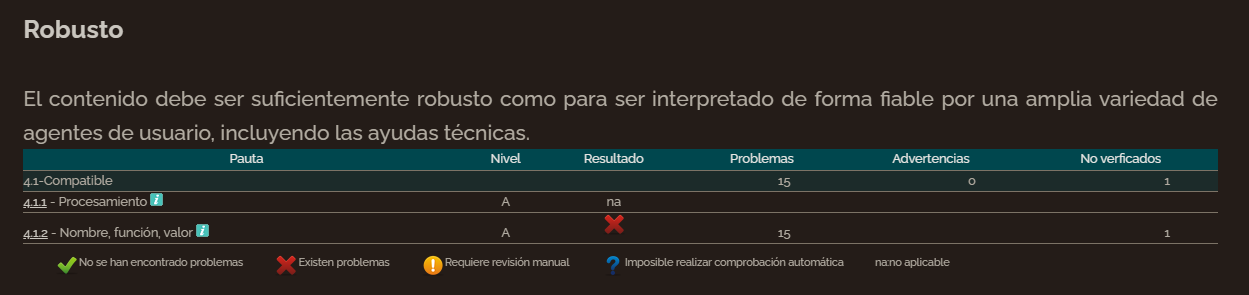 Robusto
El contenido debe ser suficientemente robusto como para ser interpretado de forma fiable por una amplia variedad de
agentes de usuario, incluyendo las ayudas técnicas.
Pauta Nivel Resultado Problemas Advertencias No verficados
4.1-Compatible 15 0 1
4.1.1 - Procesamiento i A na
4.1.2 - Nombre, función, valor i A 15 1
No se han encontrado problemas Existen problemas ! Requiere revisión manual ? Imposible realizar comprobación automática na:no aplicable